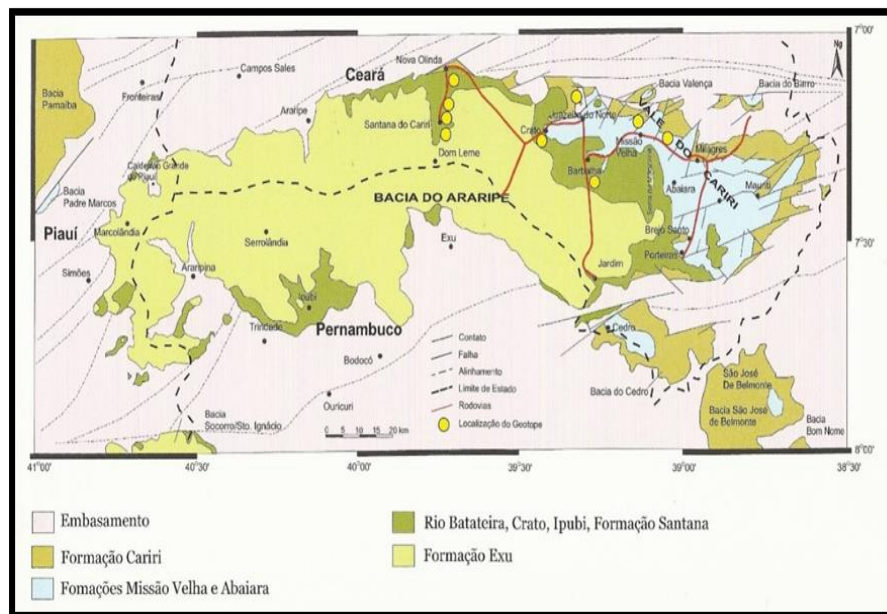 7°00'
Ng
Campos Sales
Nova Olinda
Ceará
Bacia Valença
Bacia do Barro
Bacia
Parnaíba
Fronteiras
Araripe
Juazeiro do Norte
VALE
Santana do Cariri
Crato
Missão
Velha
DO
Milagres
Caldeirão Grande
do Piauí
Dom Leme
Barbalha
Abaiara
CARIRI
Mauriti
Bacia
Padre Marcos
BACIA DO ARARIPE
Marcolândia
Piauí
Serrolândia
Exu
Brejo Santo
Porteiras
7°30'
Simões
Araripina
Jardim
Ipubi
Trindade
Pernambuco
Cedro
Bodocó
Contato
Falha
Alinhamento
Limite de Estado
Rodovias
Localização do Geotope
Bacia do Cedro
São José
De Belmonte
Bacia São José
de Belmonte
Ouricuri
Bacia
Socorro/Sto. Ignácio
0 5 10 15 20 km
Bacia
Bom Nome
8°00'
41°00' 40°30' 40°00' 39°30' 39°00' 38°30'
Embasamento
Rio Batateira, Crato, Ipubi, Formação Santana
Formação Cariri
Formação Exu
Fomações Missão Velha e Abaiara